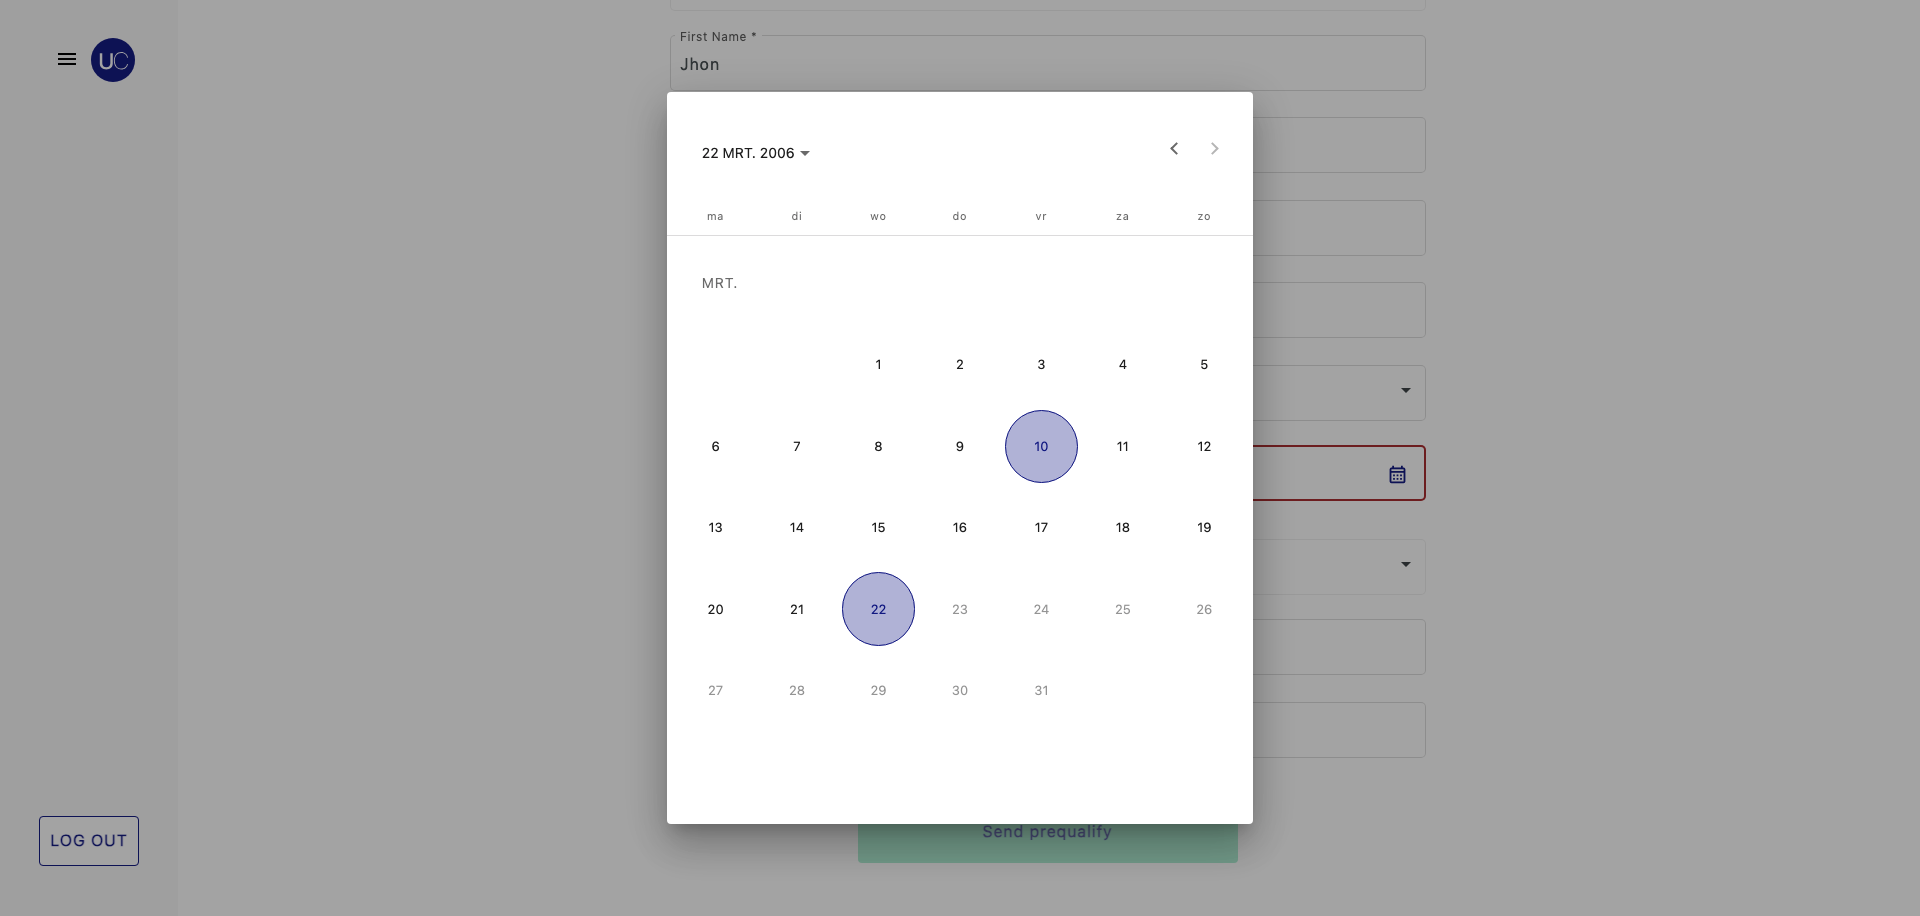 UC
First Name *
Jhon
22 MRT. 2006
ma di wo do vr za zo
MRT.
1 2 3 4 5
6 7 8 9 10 11 12
13 14 15 16 17 18 19
20 21 22 23 24 25 26
27 28 29 30 31
Send prequalify
LOG OUT